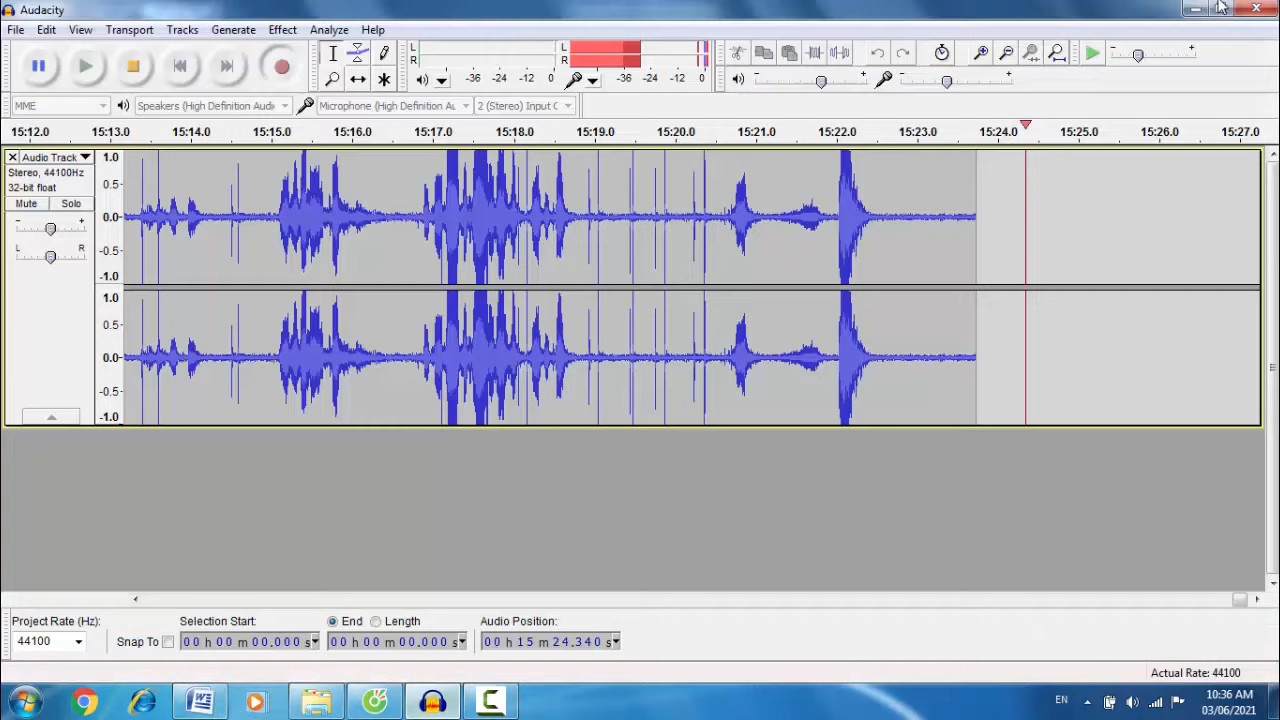 Audacity
File Edit View Transport Tracks Generate Effect Analyze Help
L R -36 -24 -12 0
L R -36 -24 -12 0
MME Speakers (High Definition Audio Microphone (High Definition Au 2 (Stereo) Input C
15:12.0 15:13.0 15:14.0 15:15.0 15:16.0 15:17.0 15:18.0 15:19.0 15:20.0 15:21.0 15:22.0 15:23.0 15:24.0 15:25.0 15:26.0 15:27.0
Audio Track
Stereo, 44100Hz
32-bit float
Mute Solo
- +
L R
1.0
0.5
0.0
-0.5
-1.0
1.0
0.5
0.0
-0.5
-1.0
Project Rate (Hz): Selection Start: End Length Audio Position:
44100 Snap To 00 h 00 m 00.000 s 00 h 00 m 00.000 s 00 h 15 m 24.340 s
Actual Rate: 44100
W C EN 10:36 AM
03/06/2021